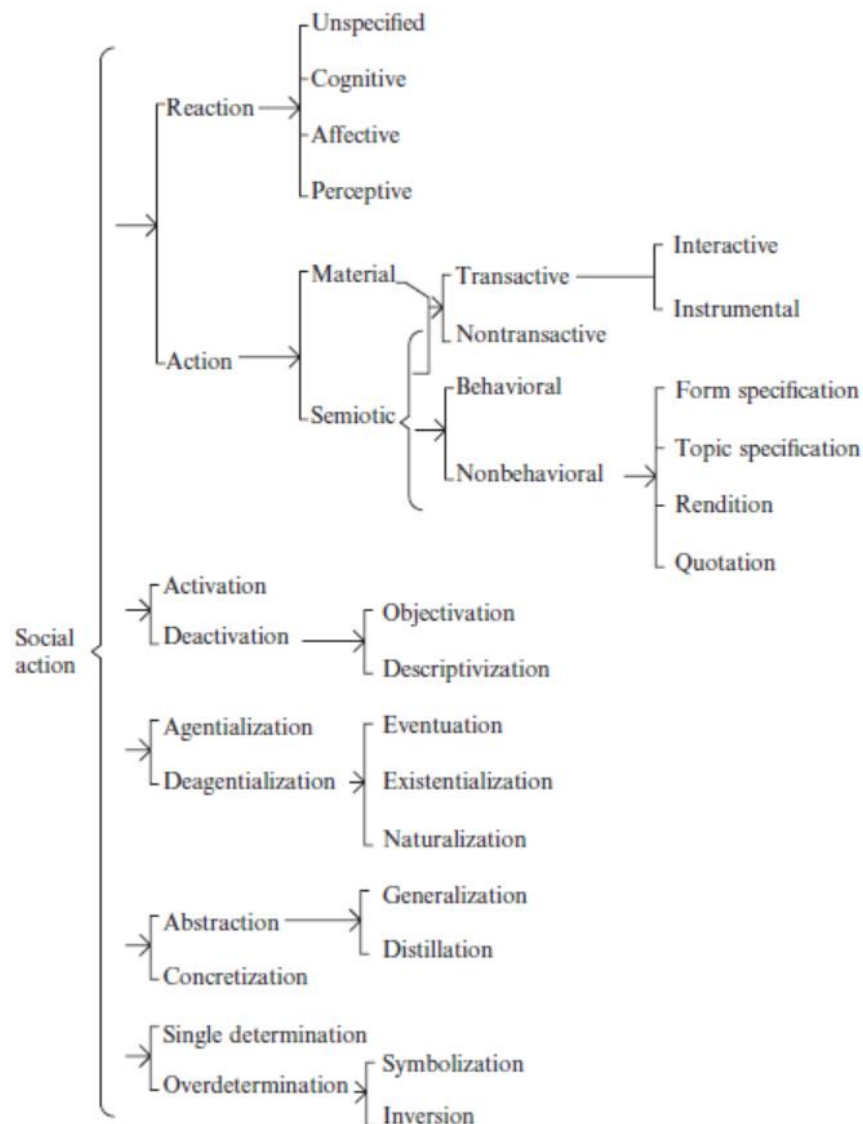 Unspecified
Cognitive
Reaction
Affective
Perceptive
Interactive
Material
Transactive
Instrumental
Nontransactive
Action
Behavioral
Form specification
Semiotic
Topic specification
Nonbehavioral
Rendition
Quotation
Activation
Objectivation
Deactivation
Social
action
Descriptivization
Agentialization
Eventuation
Deagentialization
Existentialization
Naturalization
Generalization
Abstraction
Distillation
Concretization
Single determination
Symbolization
Overdetermination
Inversion